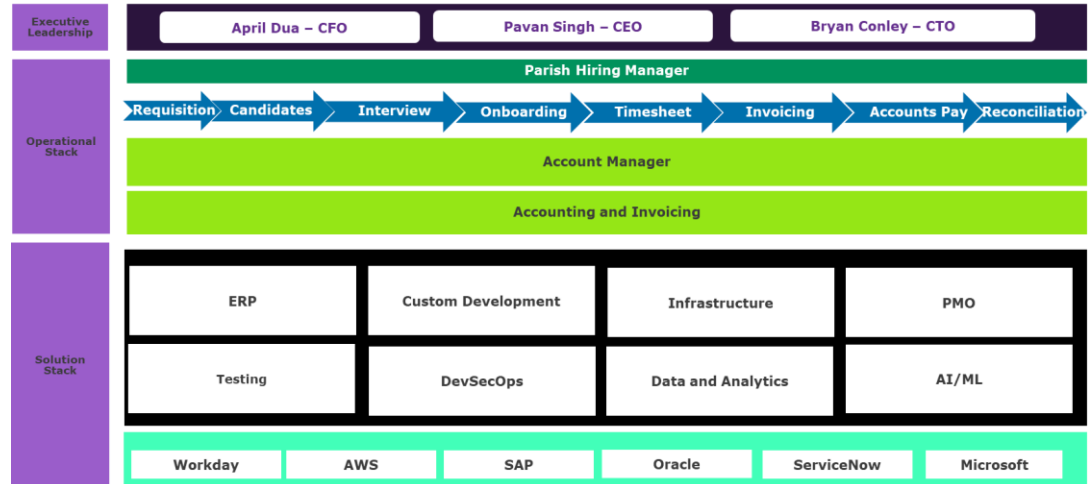 Executive
Leadership
April Dua – CFO
Pavan Singh – CEO
Bryan Conley – CTO
Operational
Stack
Parish Hiring Manager
Requisition
Candidates
Interview
Onboarding
Timesheet
Invoicing
Accounts Pay
Reconciliation
Account Manager
Accounting and Invoicing
Solution
Stack
ERP
Custom Development
Infrastructure
PMO
Testing
DevSecOps
Data and Analytics
AI/ML
Workday
AWS
SAP
Oracle
ServiceNow
Microsoft